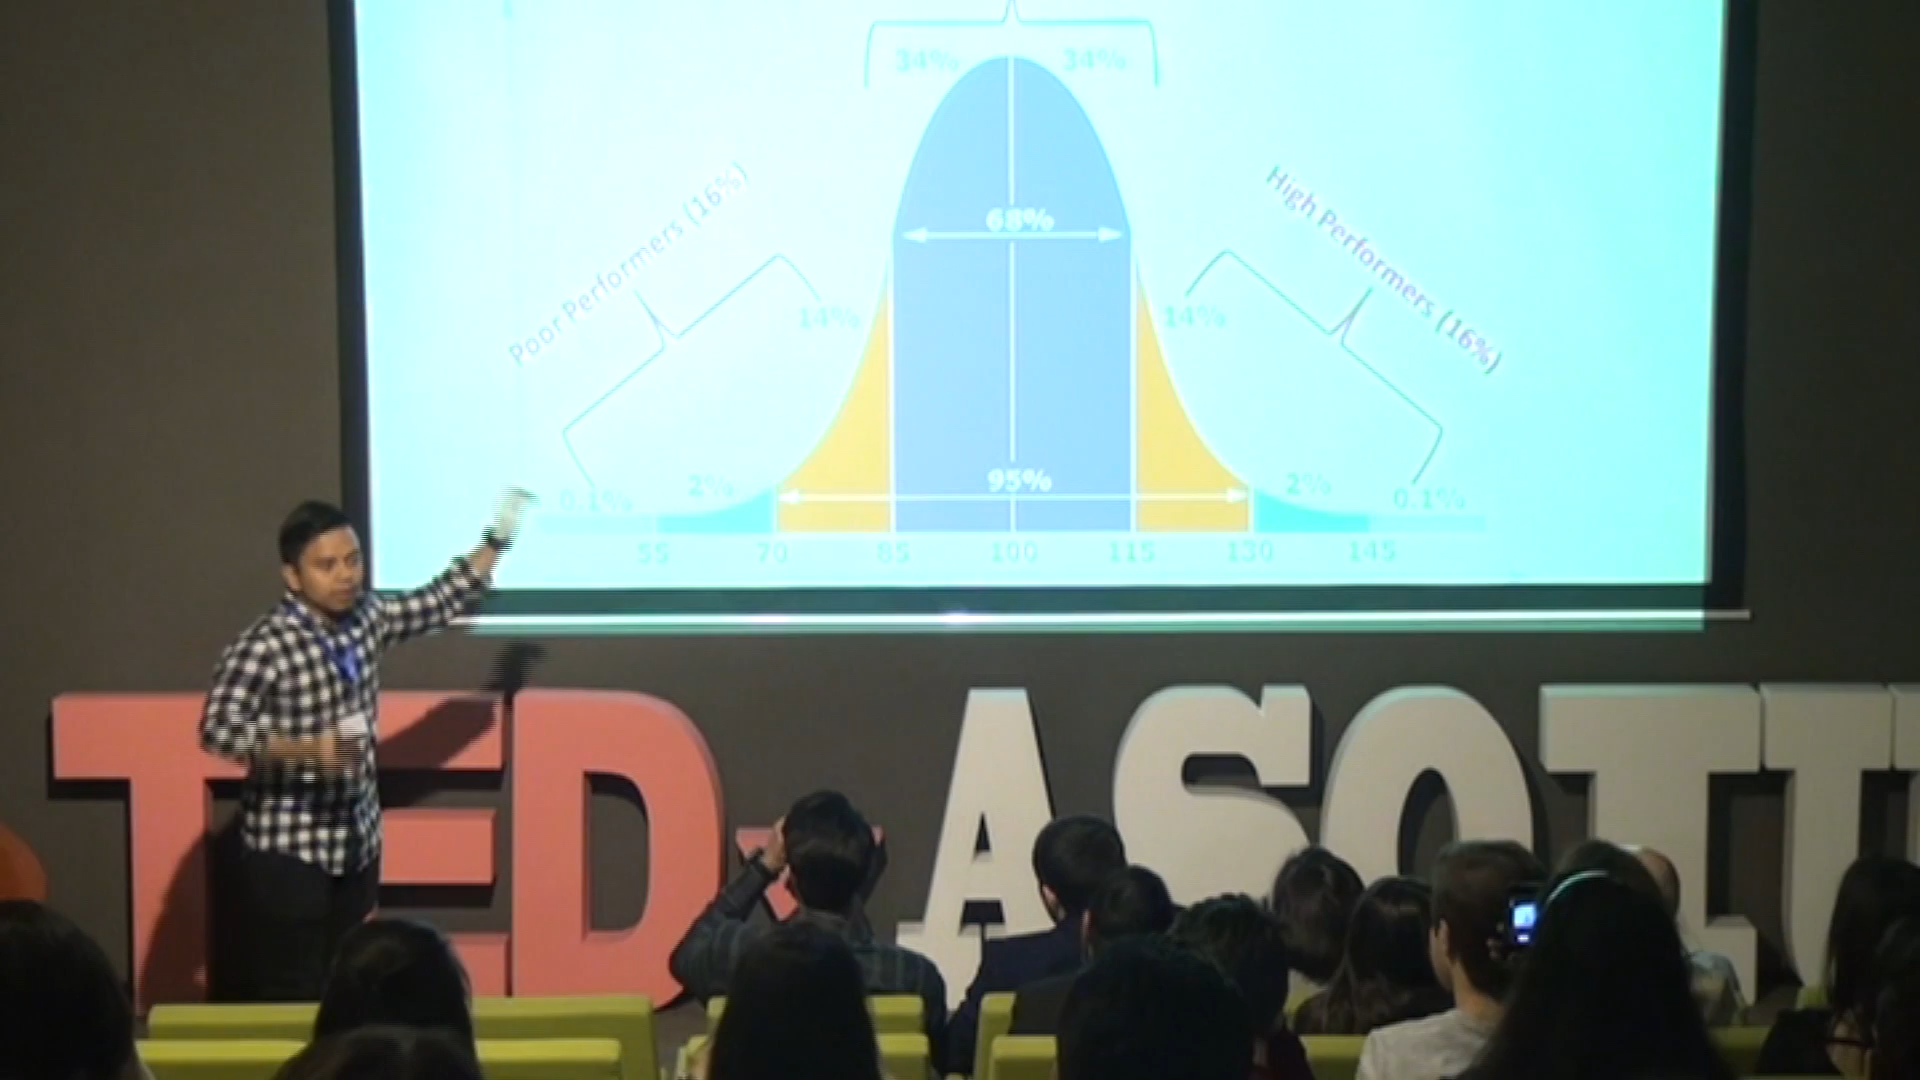 34% 34%
Poor Performers (16%)
High Performers (16%)
68%
14% 14%
95%
0.1% 2% 2% 0.1%
55 70 85 100 115 130 145
TEDx ASOIU